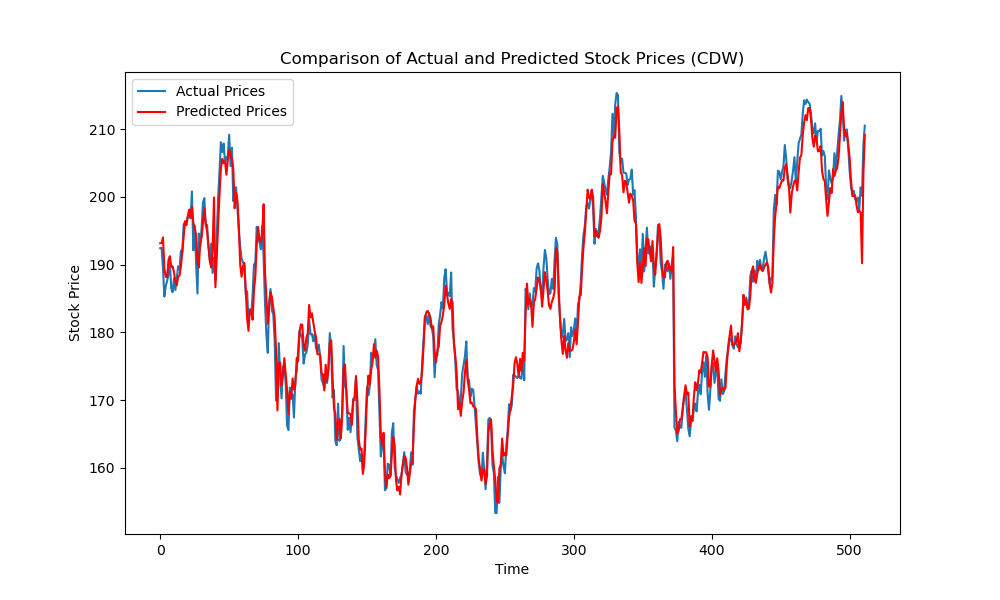 Comparison of Actual and Predicted Stock Prices (CDW)
Actual Prices
Predicted Prices
Stock Price
210
200
190
180
170
160
0 100 200 300 400 500
Time